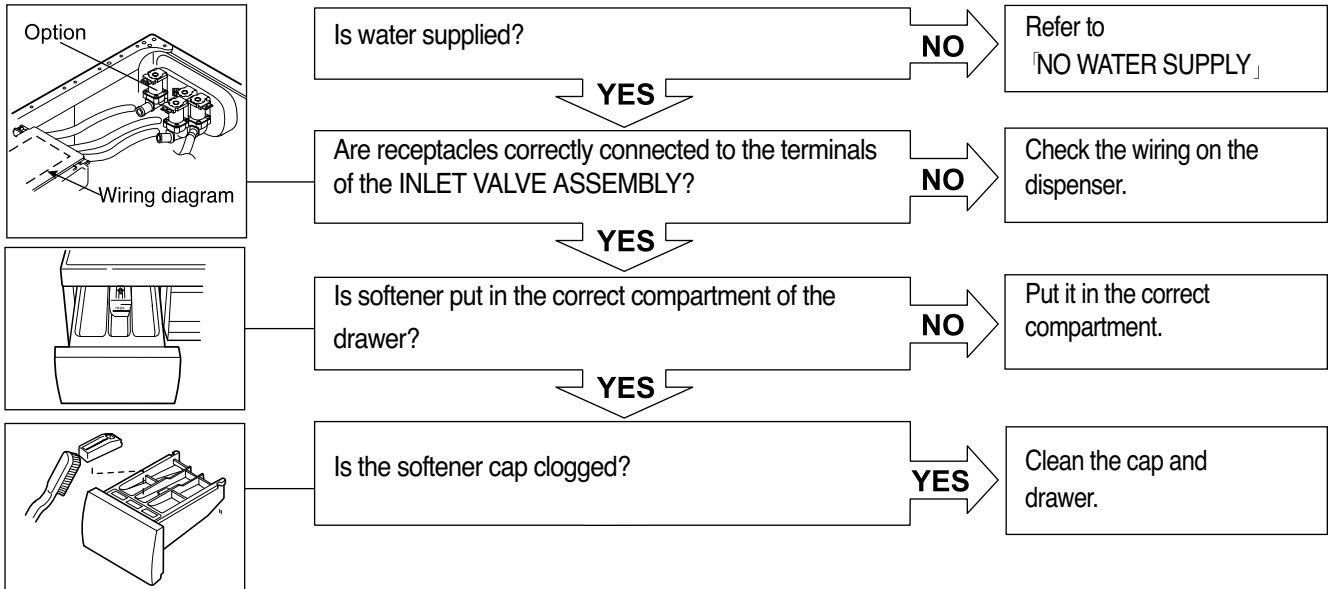 Option
Wiring diagram
Is water supplied?
NO
Refer to
「NO WATER SUPPLY」
YES
Are receptacles correctly connected to the terminals
of the INLET VALVE ASSEMBLY?
NO
Check the wiring on the
dispenser.
YES
Is softener put in the correct compartment of the
drawer?
NO
Put it in the correct
compartment.
YES
Is the softener cap clogged?
YES
Clean the cap and
drawer.